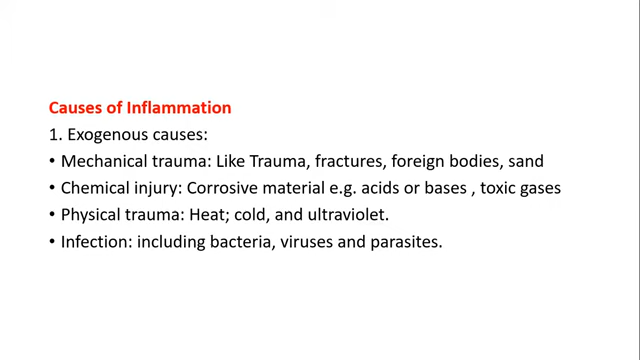 Causes of Inflammation
1. Exogenous causes:
• Mechanical trauma: Like Trauma, fractures, foreign bodies, sand
• Chemical injury: Corrosive material e.g. acids or bases , toxic gases
• Physical trauma: Heat; cold, and ultraviolet.
• Infection: including bacteria, viruses and parasites.